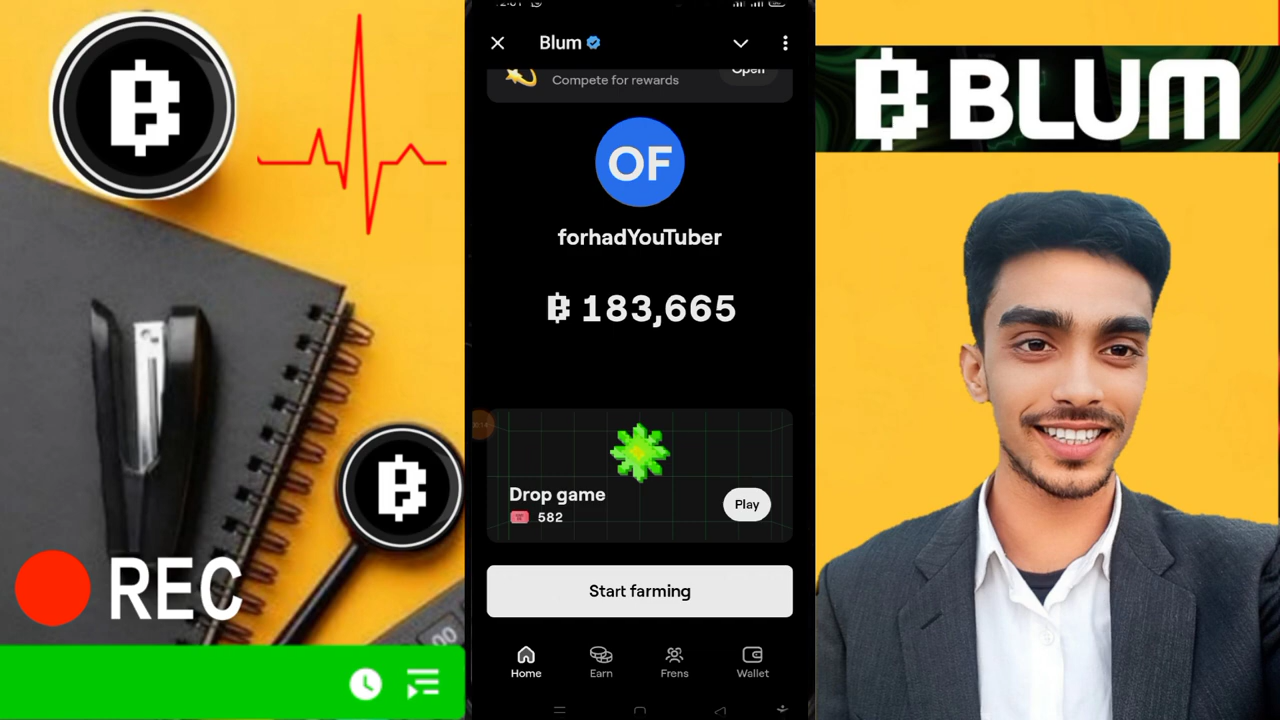 Blum
Compete for rewards
Open
OF
forhadYouTuber
183,665
Drop game
582
Play
Start farming
Home
Earn
Frens
Wallet
REC
BLUM